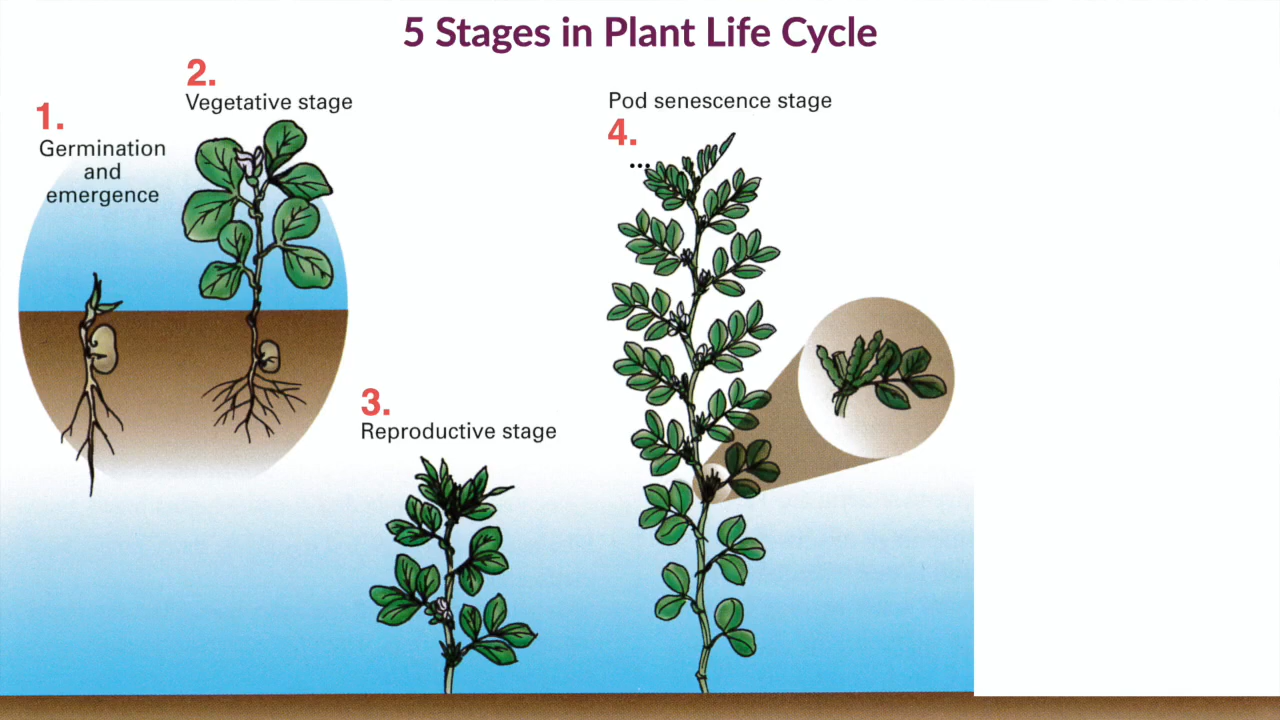 5 Stages in Plant Life Cycle
1.
Germination
and
emergence
2.
Vegetative stage
3.
Reproductive stage
Pod senescence stage
4.
...